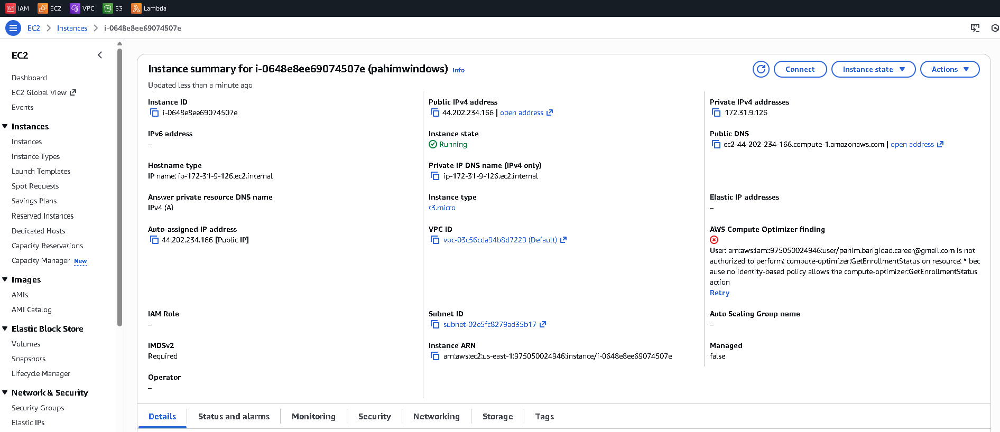 IAM EC2 VPC S3 Lambda
EC2 > Instances > i-0648e8ee69074507e
EC2
Dashboard
EC2 Global View
Events
Instances
Instances
Instance Types
Launch Templates
Spot Requests
Savings Plans
Reserved Instances
Dedicated Hosts
Capacity Reservations
Capacity Manager New
Images
AMIs
AMI Catalog
Elastic Block Store
Volumes
Snapshots
Lifecycle Manager
Network & Security
Security Groups
Elastic IPs
Instance summary for i-0648e8ee69074507e (pahimwindows) Info
Connect
Instance state
Actions
Updated less than a minute ago
Instance ID
i-0648e8ee69074507e
Public IPv4 address
44.202.234.166 | open address
Private IPv4 addresses
172.31.9.126
IPv6 address
–
Instance state
Running
Public DNS
ec2-44-202-234-166.compute-1.amazonaws.com | open address
Hostname type
IP name: ip-172-31-9-126.ec2.internal
Private IP DNS name (IPv4 only)
ip-172-31-9-126.ec2.internal
Answer private resource DNS name
IPv4 (A)
Instance type
t3.micro
Elastic IP addresses
–
Auto-assigned IP address
44.202.234.166 [Public IP]
VPC ID
vpc-03c56cda94b8d7229 (Default)
AWS Compute Optimizer finding
User: arn:aws:iam::975050024946:user/pahim.barigidad.career@gmail.com is not
authorized to perform: compute-optimizer:GetEnrollmentStatus on resource: * bec
ause no identity-based policy allows the compute-optimizer:GetEnrollmentStatus
action
Retry
IAM Role
–
Subnet ID
subnet-02e5fc8279ad35b17
Auto Scaling Group name
–
IMDSv2
Required
Instance ARN
arn:aws:ec2:us-east-1:975050024946:instance/i-0648e8ee69074507e
Managed
false
Operator
–
Details
Status and alarms
Monitoring
Security
Networking
Storage
Tags